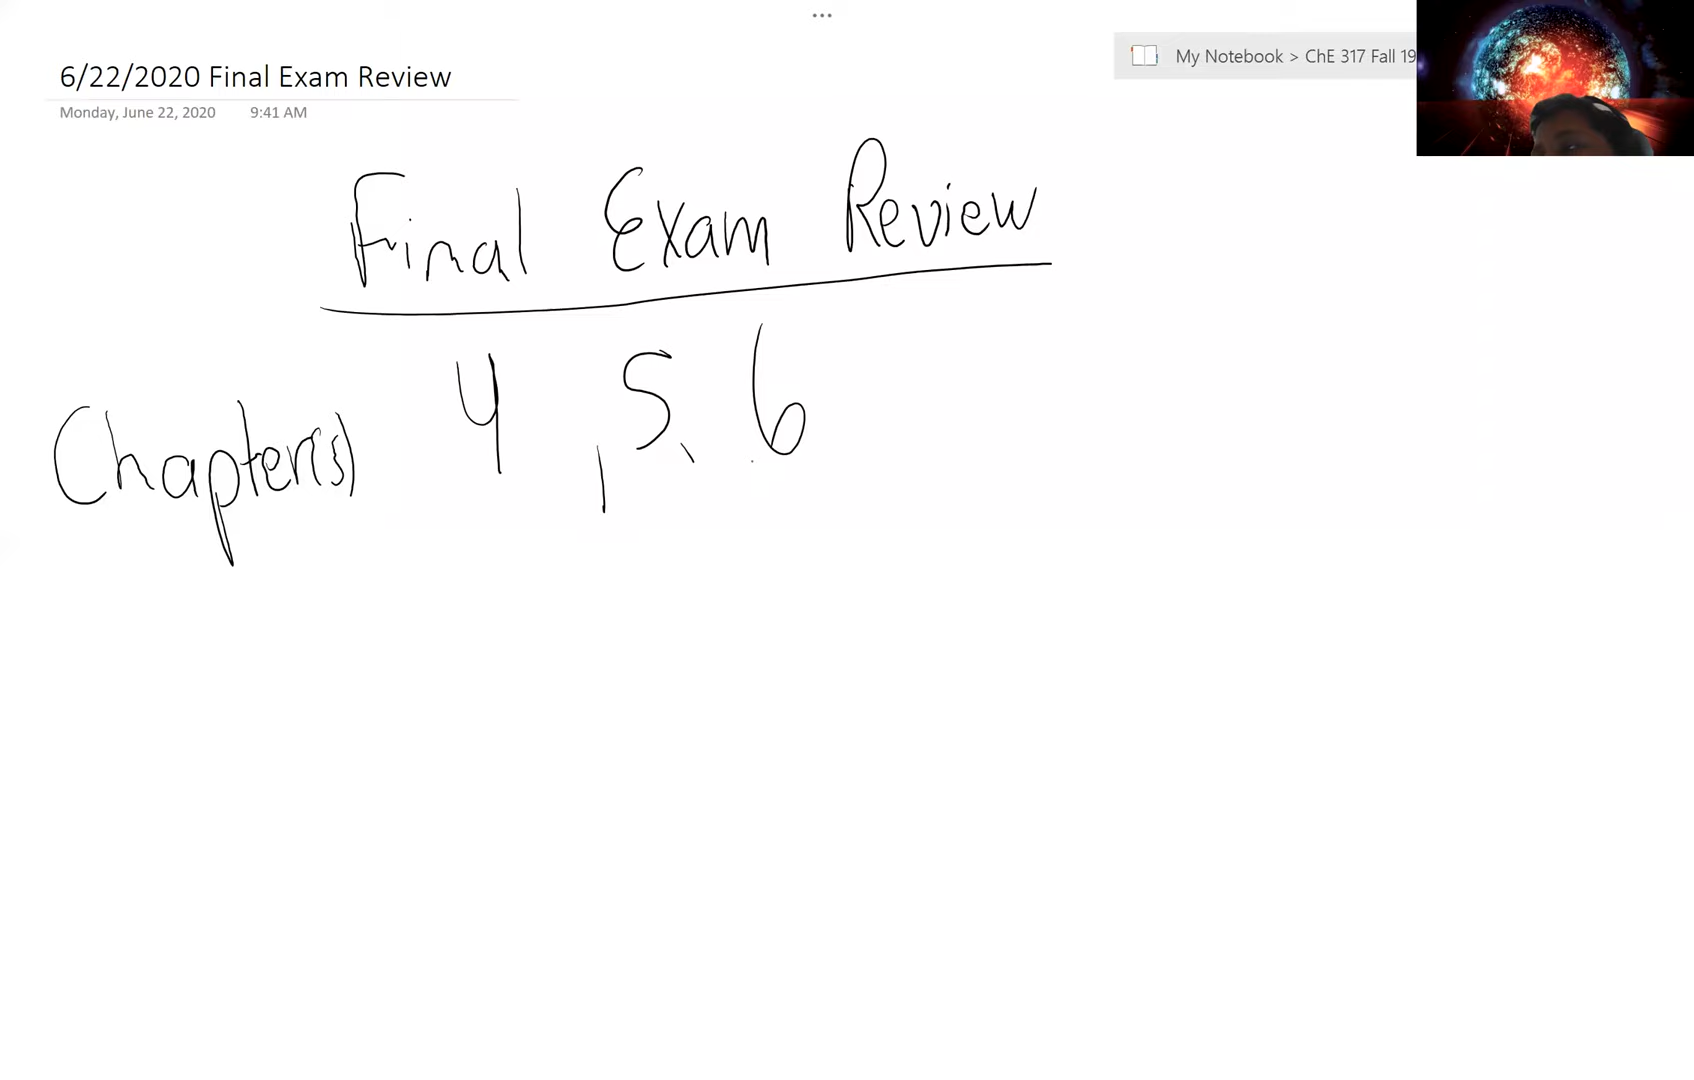 My Notebook > ChE 317 Fall 19
6/22/2020 Final Exam Review
Monday, June 22, 2020 9:41 AM
Final Exam Review
Chapter(s) 4, 5, 6